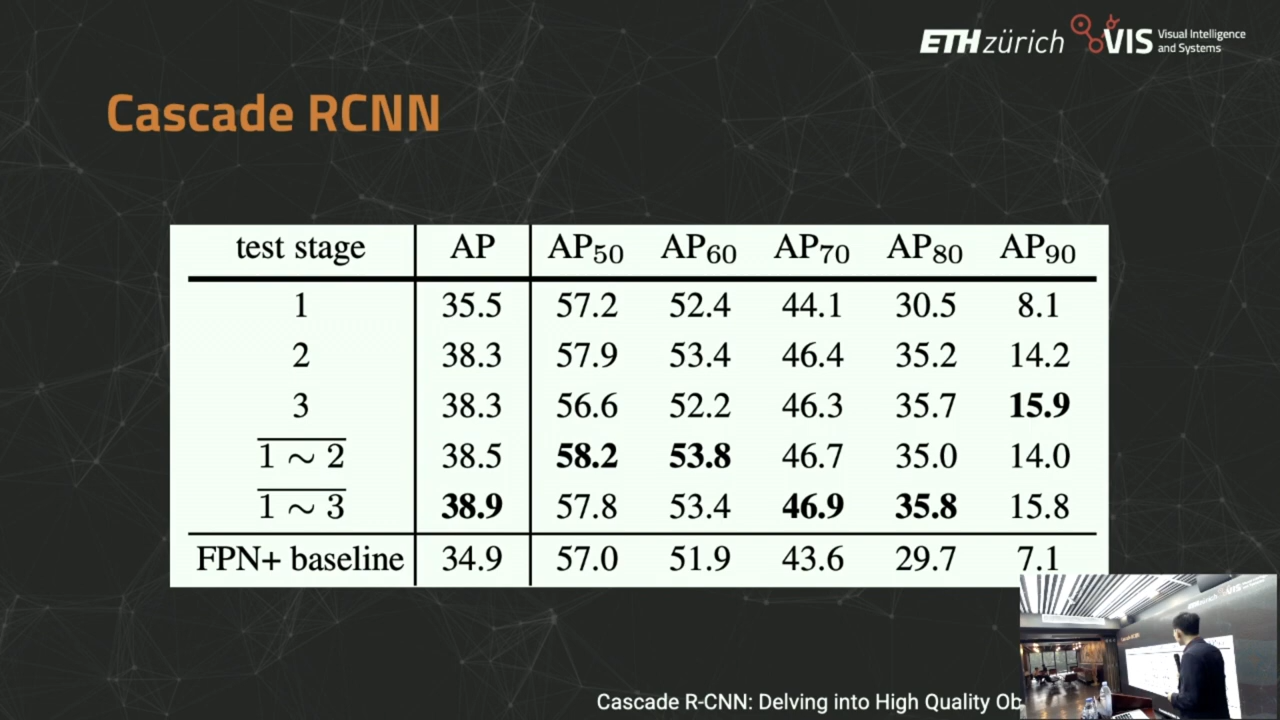 ETH zürich VIS Visual Intelligence
and Systems
Cascade RCNN
test stage AP AP50 AP60 AP70 AP80 AP90
1 35.5 57.2 52.4 44.1 30.5 8.1
2 38.3 57.9 53.4 46.4 35.2 14.2
3 38.3 56.6 52.2 46.3 35.7 15.9
1 ~ 2 38.5 58.2 53.8 46.7 35.0 14.0
1 ~ 3 38.9 57.8 53.4 46.9 35.8 15.8
FPN+ baseline 34.9 57.0 51.9 43.6 29.7 7.1
Cascade R-CNN: Delving into High Quality Ob